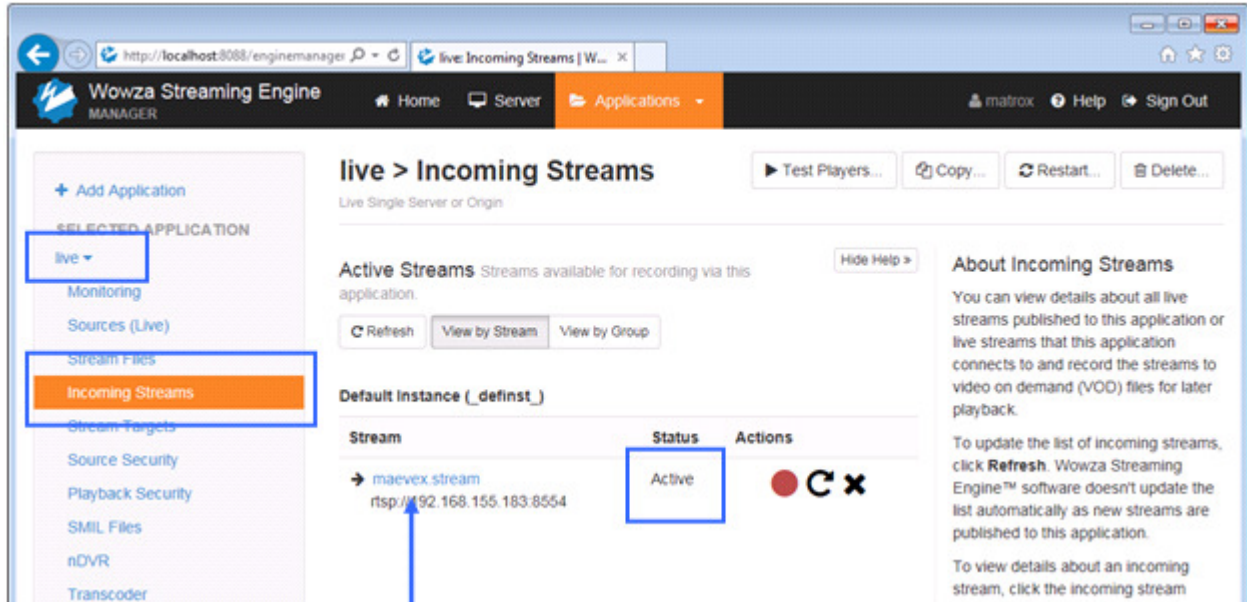 http://localhost:8088/enginemanager
live: Incoming Streams | W...
Wowza Streaming Engine
MANAGER
Home
Server
Applications
matrox
Help
Sign Out
+ Add Application
SELECTED APPLICATION
live
Monitoring
Sources (Live)
Stream Files
Incoming Streams
Stream Targets
Source Security
Playback Security
SMIL Files
nDVR
Transcoder
live > Incoming Streams
Live Single Server or Origin
Test Players...
Copy...
Restart...
Delete...
Active Streams Streams available for recording via this
application.
Hide Help »
Refresh
View by Stream
View by Group
Default Instance (_definst_)
Stream Status Actions
maevex.stream Active
rtsp://192.168.155.183:8554
About Incoming Streams
You can view details about all live
streams published to this application or
live streams that this application
connects to and record the streams to
video on demand (VOD) files for later
playback.
To update the list of incoming streams,
click Refresh. Wowza Streaming
Engine™ software doesn't update the
list automatically as new streams are
published to this application.
To view details about an incoming
stream, click the incoming stream